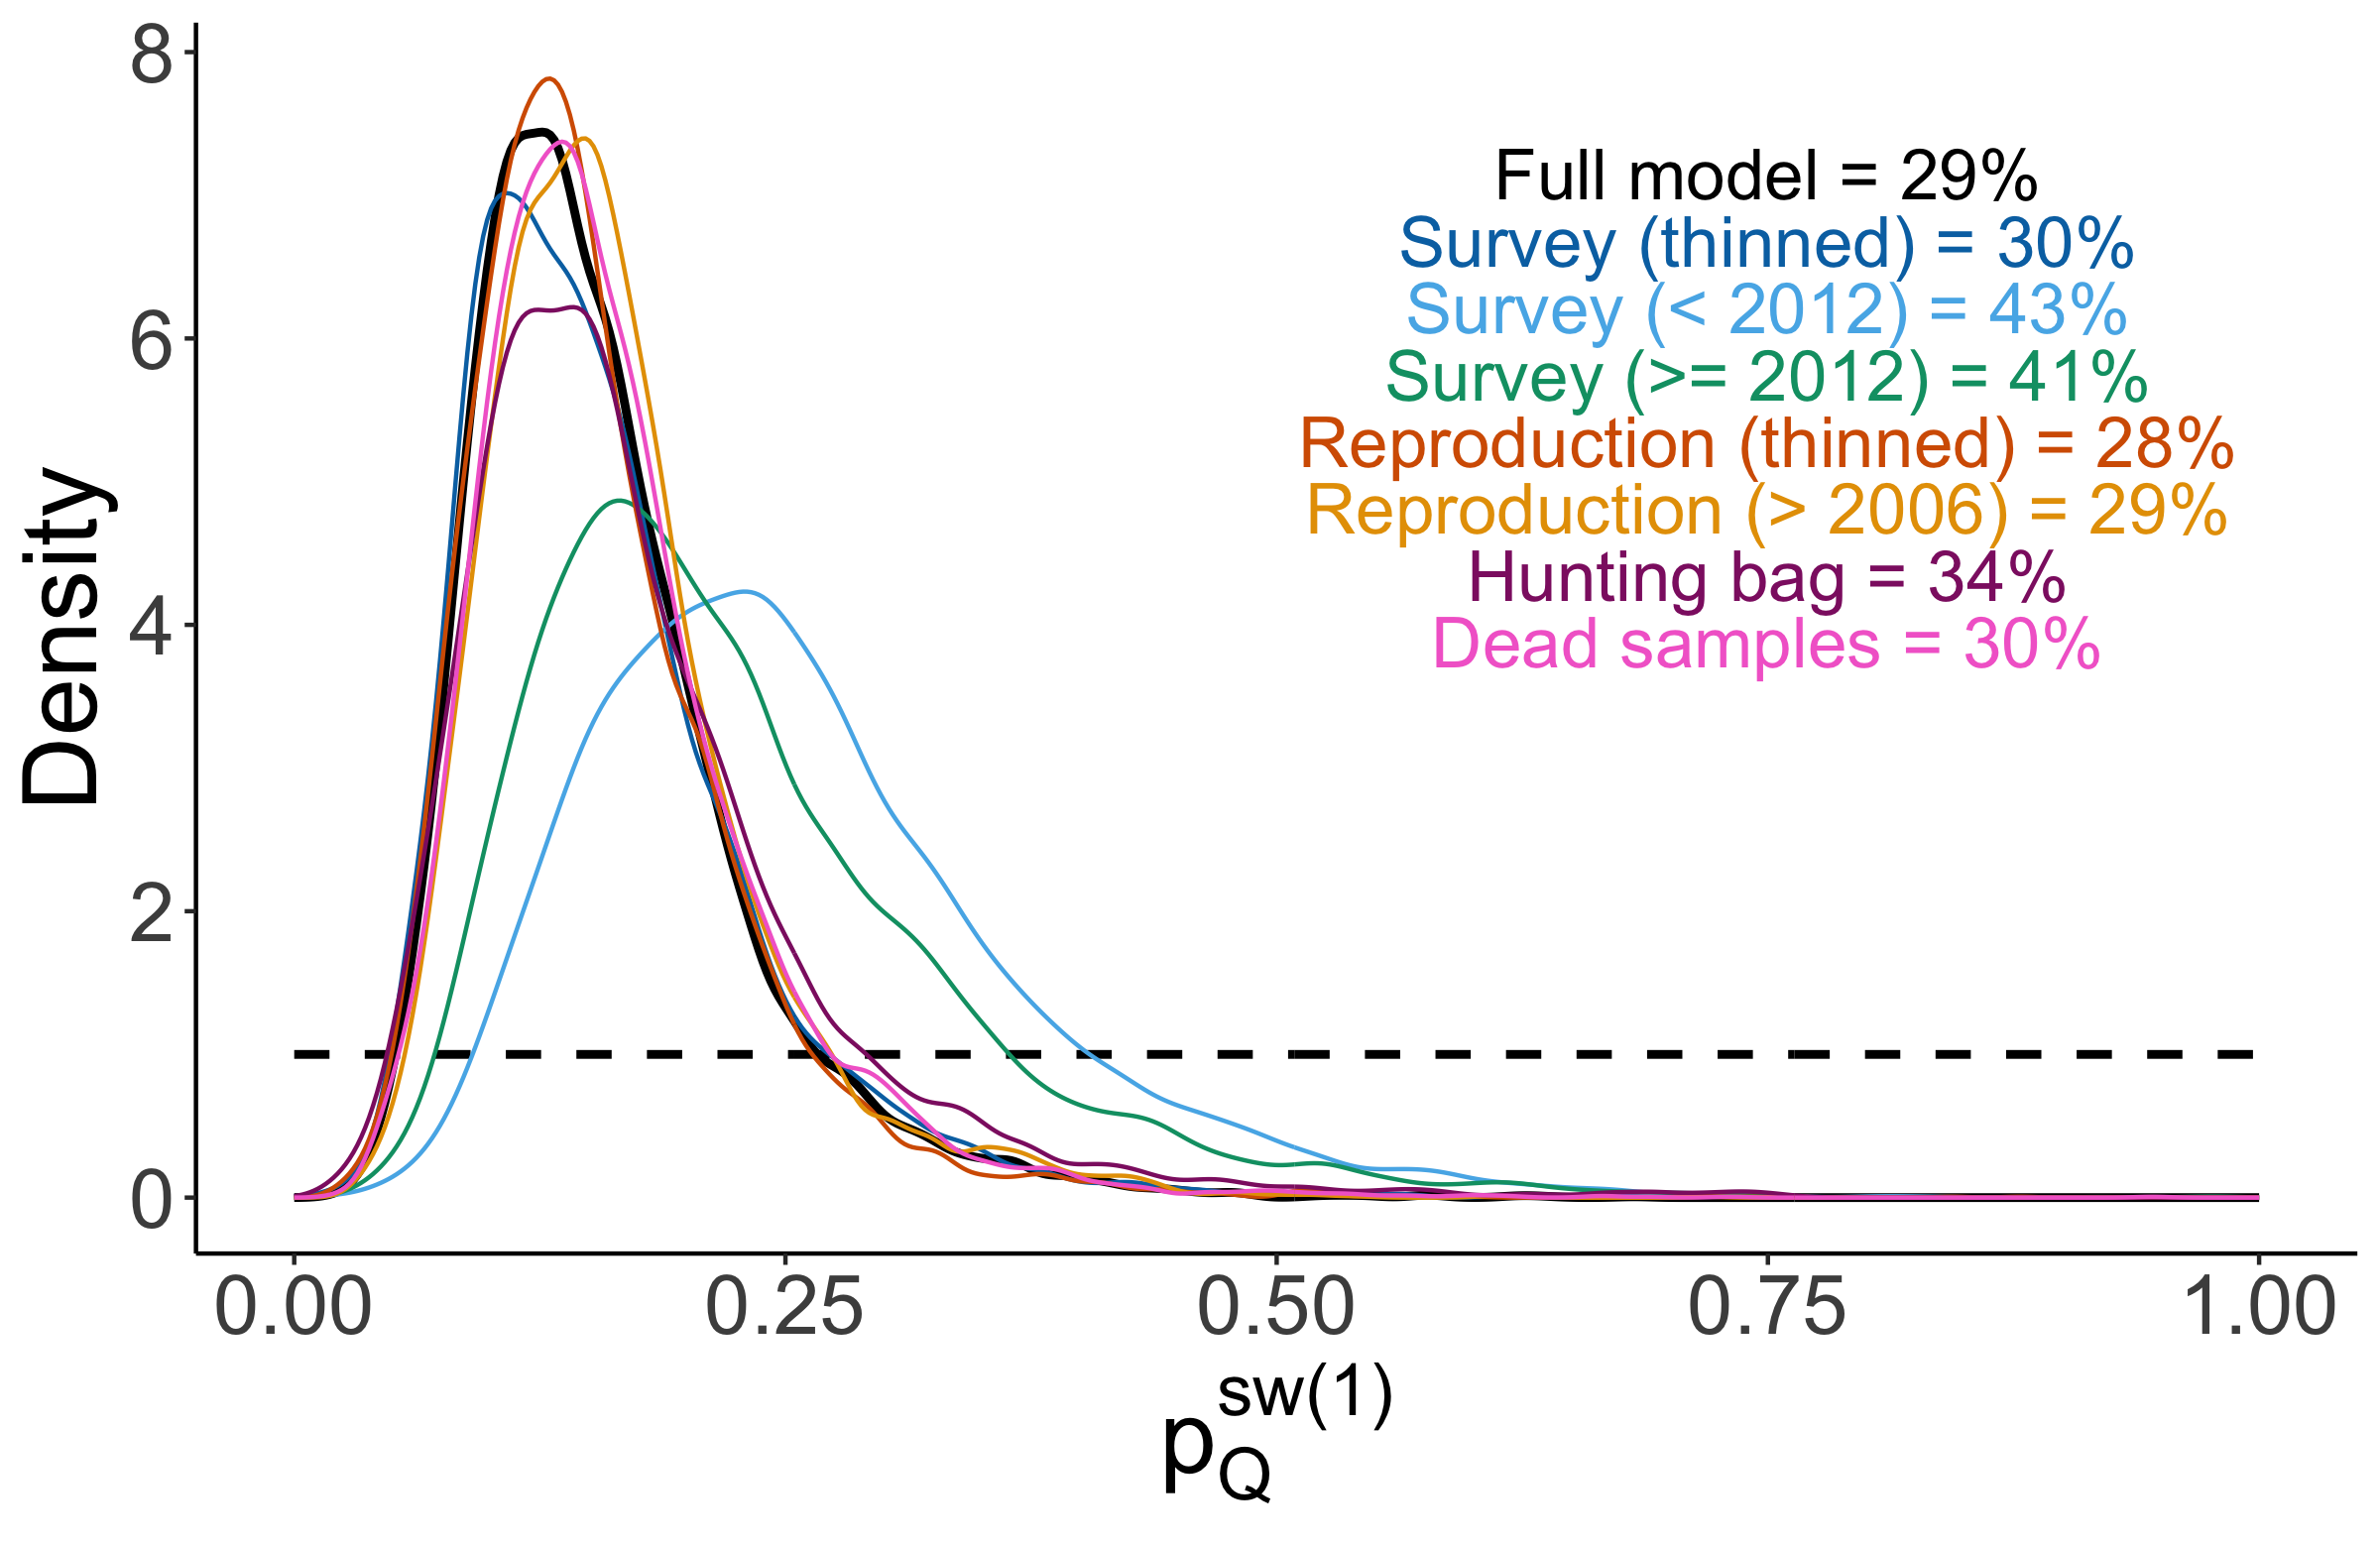 8
6
4
2
0
Density
Full model = 29%
Survey (thinned) = 30%
Survey (< 2012) = 43%
Survey (>= 2012) = 41%
Reproduction (thinned) = 28%
Reproduction (> 2006) = 29%
Hunting bag = 34%
Dead samples = 30%
0.00 0.25 0.50 0.75 1.00
p_Q^sw(1)